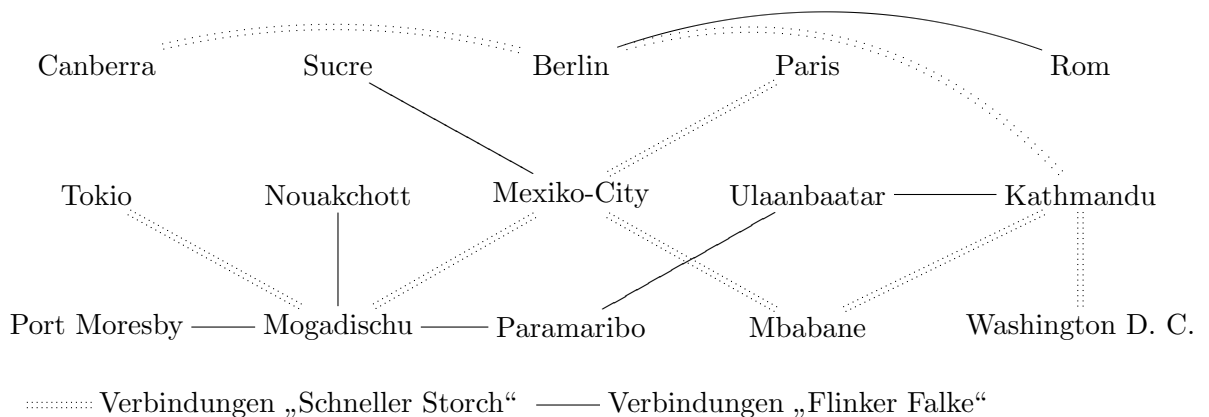 Canberra Sucre Berlin Paris Rom
Tokio Nouakchott Mexiko-City Ulaanbaatar Kathmandu
Port Moresby Mogadischu Paramaribo Mbabane Washington D. C.
Verbindungen „Schneller Storch“ Verbindungen „Flinker Falke“